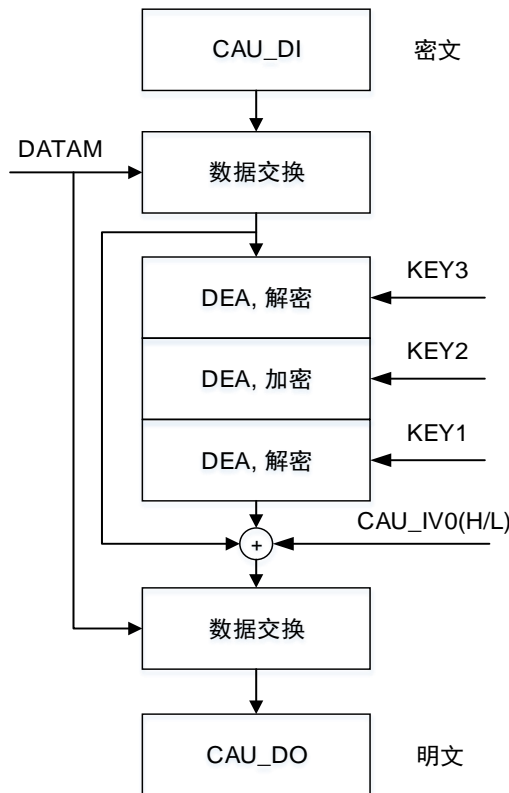 CAU_DI
密文
DATAM
数据交换
KEY3
DEA, 解密
KEY2
DEA, 加密
KEY1
DEA, 解密
CAU_IV0(H/L)
+
数据交换
CAU_DO
明文